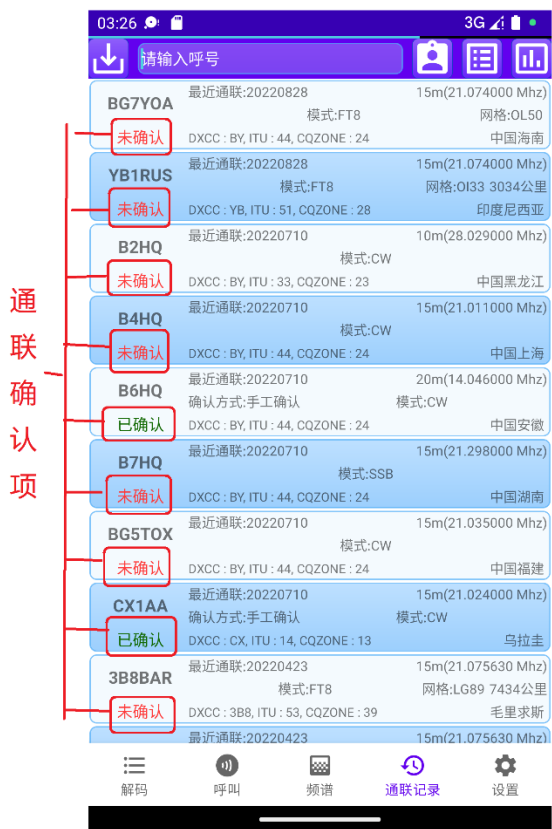 03:26
3G
请输入呼号
BG7YOA
最近通联:20220828
15m(21.074000 Mhz)
模式:FT8
网格:OL50
未确认
DXCC : BY, ITU : 44, CQZONE : 24
中国海南
YB1RUS
最近通联:20220828
15m(21.074000 Mhz)
模式:FT8
网格:OI33 3034公里
未确认
DXCC : YB, ITU : 51, CQZONE : 28
印度尼西亚
B2HQ
最近通联:20220710
10m(28.029000 Mhz)
模式:CW
未确认
DXCC : BY, ITU : 33, CQZONE : 23
中国黑龙江
B4HQ
最近通联:20220710
15m(21.011000 Mhz)
模式:CW
未确认
DXCC : BY, ITU : 44, CQZONE : 24
中国上海
B6HQ
最近通联:20220710
20m(14.046000 Mhz)
确认方式:手工确认
模式:CW
已确认
DXCC : BY, ITU : 44, CQZONE : 24
中国安徽
B7HQ
最近通联:20220710
15m(21.298000 Mhz)
模式:SSB
未确认
DXCC : BY, ITU : 44, CQZONE : 24
中国湖南
BG5TOX
最近通联:20220710
15m(21.035000 Mhz)
模式:CW
未确认
DXCC : BY, ITU : 44, CQZONE : 24
中国福建
CX1AA
最近通联:20220710
15m(21.024000 Mhz)
确认方式:手工确认
模式:CW
已确认
DXCC : CX, ITU : 14, CQZONE : 13
乌拉圭
3B8BAR
最近通联:20220423
15m(21.075630 Mhz)
模式:FT8
网格:LG89 7434公里
未确认
DXCC : 3B8, ITU : 53, CQZONE : 39
毛里求斯
最近通联:20220423
15m(21.075630 Mhz)
通联确认项
解码
呼叫
频谱
通联记录
设置